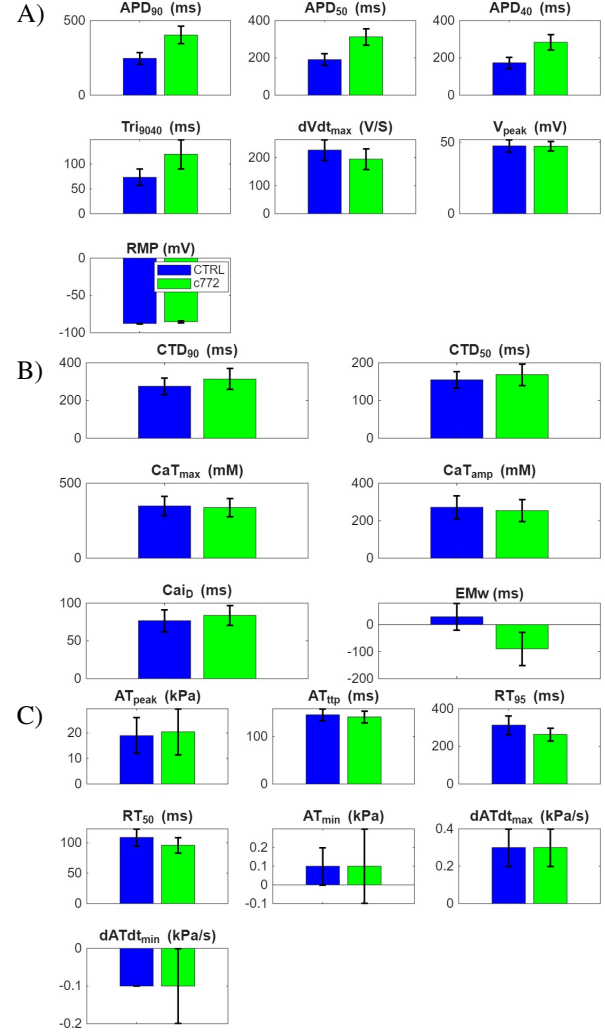 A)
APD90 (ms)
APD50 (ms)
APD40 (ms)
500
0
400
200
0
400
200
0
Tri9040 (ms)
dVdtmax (V/S)
Vpeak (mV)
100
50
0
200
100
0
50
0
RMP (mV)
0
-50
-100
CTRL
c772
B)
CTD90 (ms)
CTD50 (ms)
400
200
0
200
100
0
CaTmax (mM)
CaTamp (mM)
500
0
400
200
0
CaiD (ms)
EMw (ms)
100
50
0
0
-100
-200
C)
ATpeak (kPa)
ATttp (ms)
RT95 (ms)
20
10
0
100
0
400
200
0
RT50 (ms)
ATmin (kPa)
dATdtmax (kPa/s)
100
50
0
0.2
0.1
0
-0.1
0.4
0.2
0
dATdtmin (kPa/s)
0
-0.1
-0.2